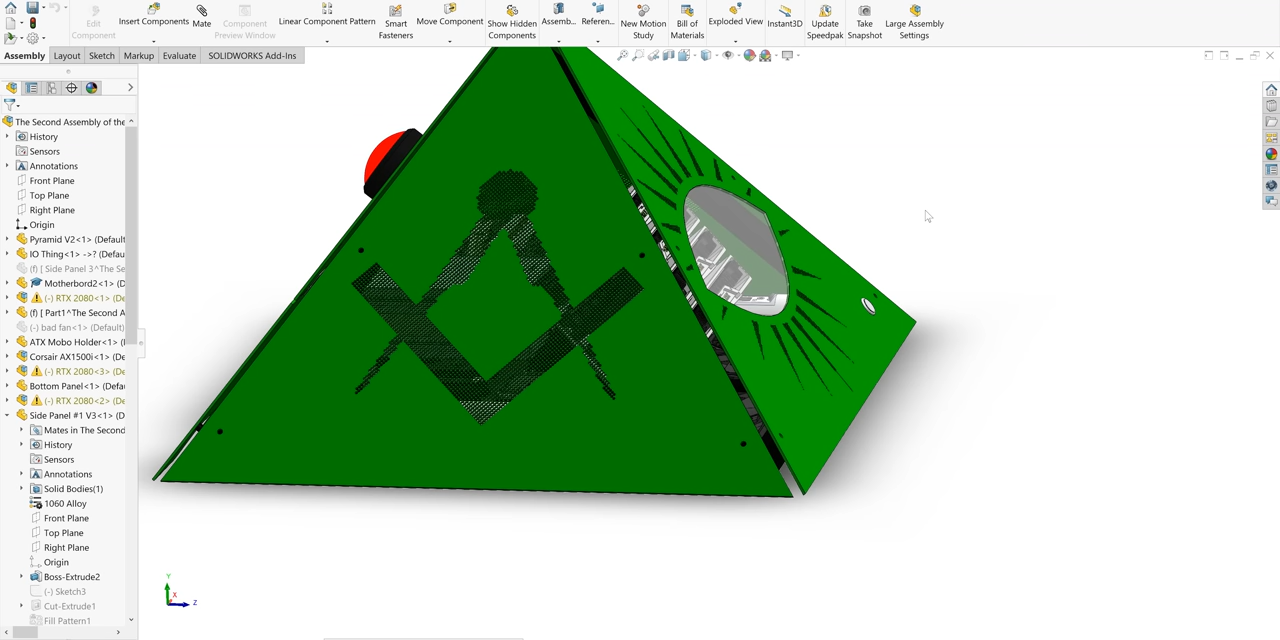 Edit Component
Insert Components
Mate
Component Preview Window
Linear Component Pattern
Smart Fasteners
Move Component
Show Hidden Components
Assemb...
Referen...
New Motion Study
Bill of Materials
Exploded View
Instant3D
Update Speedpak
Take Snapshot
Large Assembly Settings
Assembly
Layout
Sketch
Markup
Evaluate
SOLIDWORKS Add-Ins
The Second Assembly of the
History
Sensors
Annotations
Front Plane
Top Plane
Right Plane
Origin
Pyramid V2<1> (Default
IO Thing<1> ->? (Defau
(f) [ Side Panel 3^The Se
Motherbord2<1> (D
(-) RTX 2080<1> (De
(f) [ Part1^The Second A
(-) bad fan<1> (Default)
ATX Mobo Holder<1> (
Corsair AX1500i<1> (De
(-) RTX 2080<3> (De
Bottom Panel<1> (Defau
(-) RTX 2080<2> (De
Side Panel #1 V3<1> (D
Mates in The Second
History
Sensors
Annotations
Solid Bodies(1)
1060 Alloy
Front Plane
Top Plane
Right Plane
Origin
Boss-Extrude2
(-) Sketch3
Cut-Extrude1
Fill Pattern1
Y
X
Z